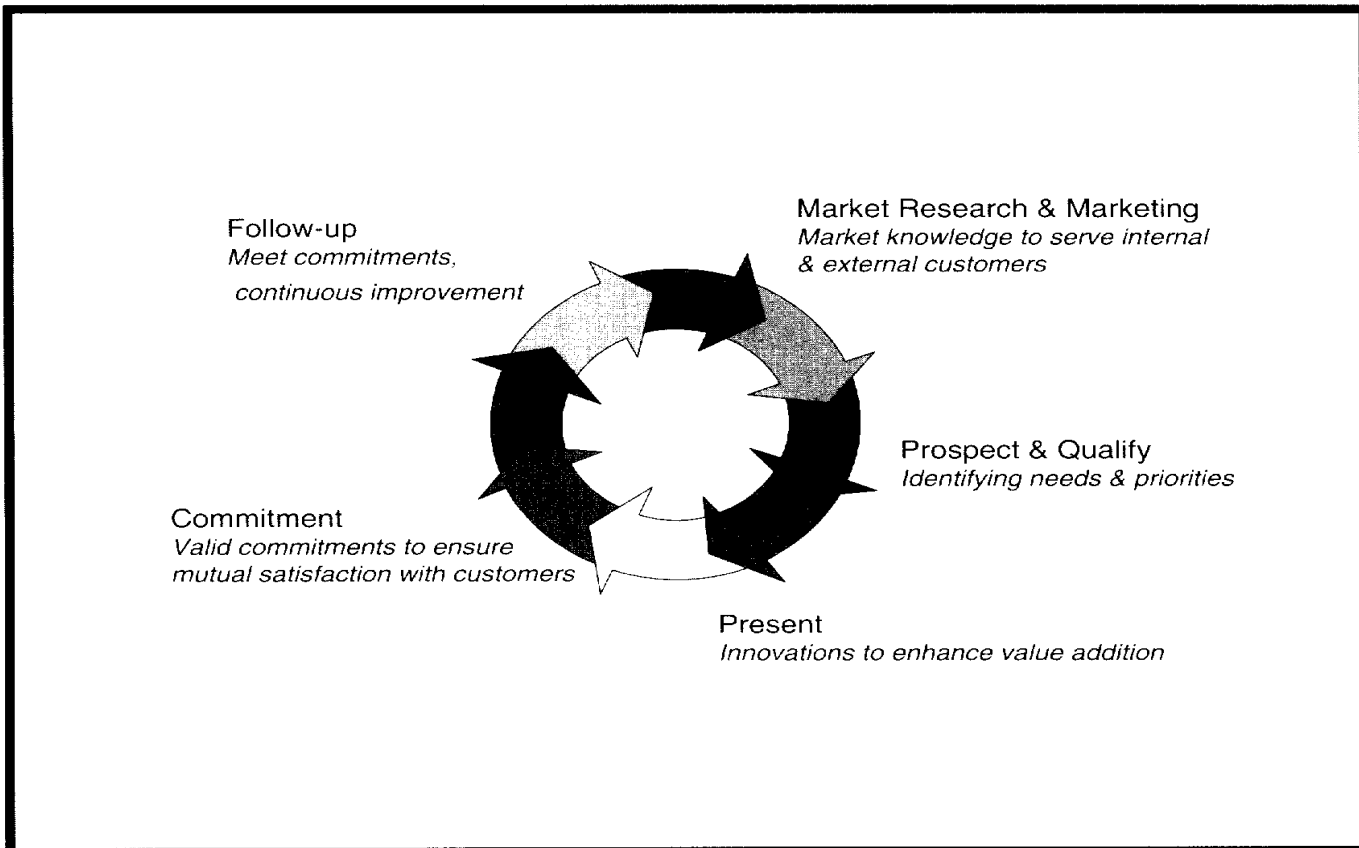 Market Research & Marketing
Market knowledge to serve internal
& external customers
Prospect & Qualify
Identifying needs & priorities
Present
Innovations to enhance value addition
Commitment
Valid commitments to ensure
mutual satisfaction with customers
Follow-up
Meet commitments,
continuous improvement